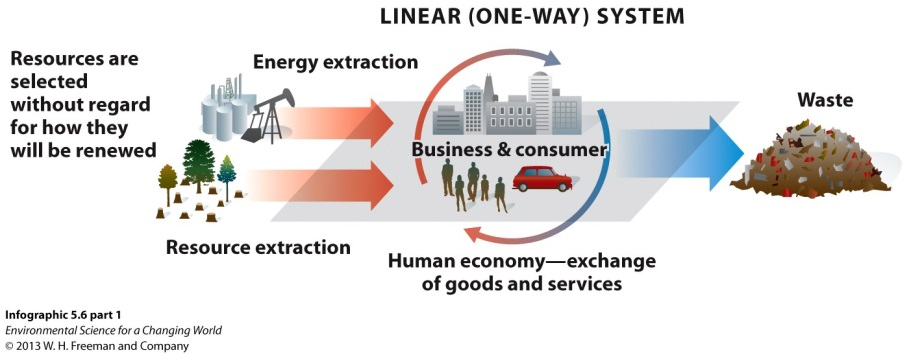 LINEAR (ONE-WAY) SYSTEM
Resources are
selected
without regard
for how they
will be renewed
Energy extraction
Resource extraction
Business & consumer
Human economy—exchange
of goods and services
Waste
Infographic 5.6 part 1
Environmental Science for a Changing World
© 2013 W. H. Freeman and Company